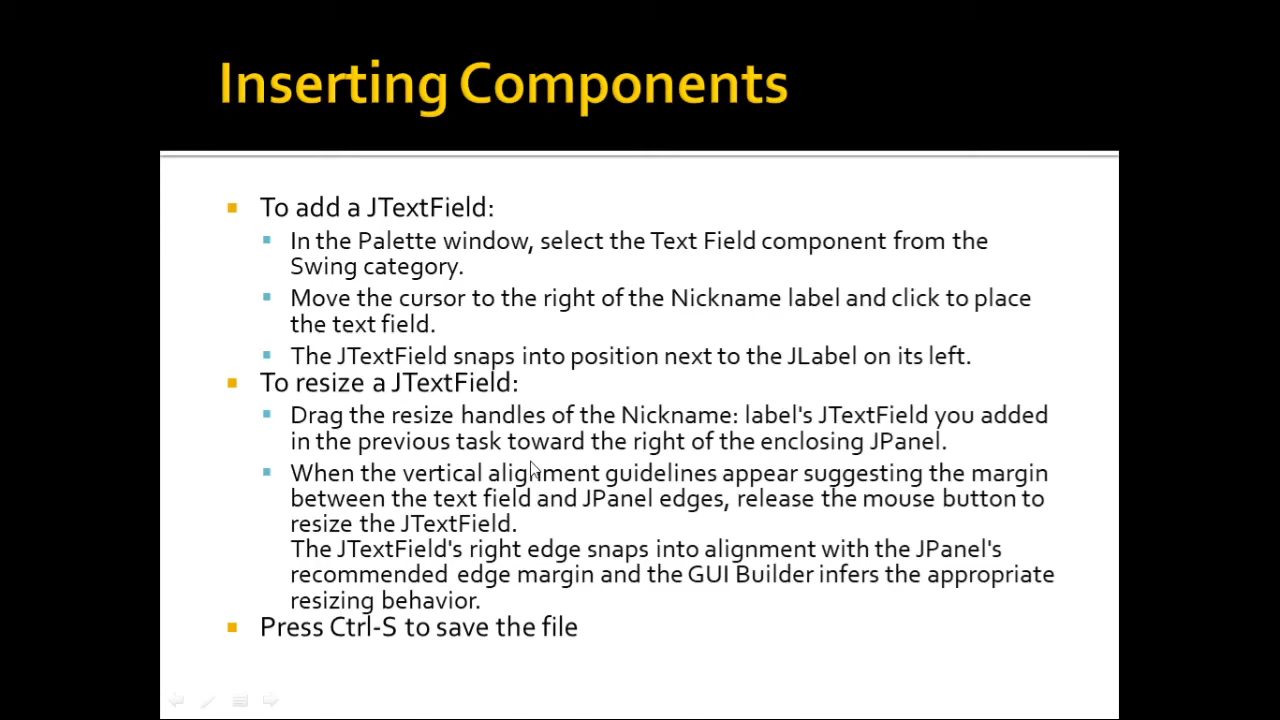 Inserting Components
To add a JTextField:
In the Palette window, select the Text Field component from the
Swing category.
Move the cursor to the right of the Nickname label and click to place
the text field.
The JTextField snaps into position next to the JLabel on its left.
To resize a JTextField:
Drag the resize handles of the Nickname: label's JTextField you added
in the previous task toward the right of the enclosing JPanel.
When the vertical alignment guidelines appear suggesting the margin
between the text field and JPanel edges, release the mouse button to
resize the JTextField.
The JTextField's right edge snaps into alignment with the JPanel's
recommended edge margin and the GUI Builder infers the appropriate
resizing behavior.
Press Ctrl-S to save the file